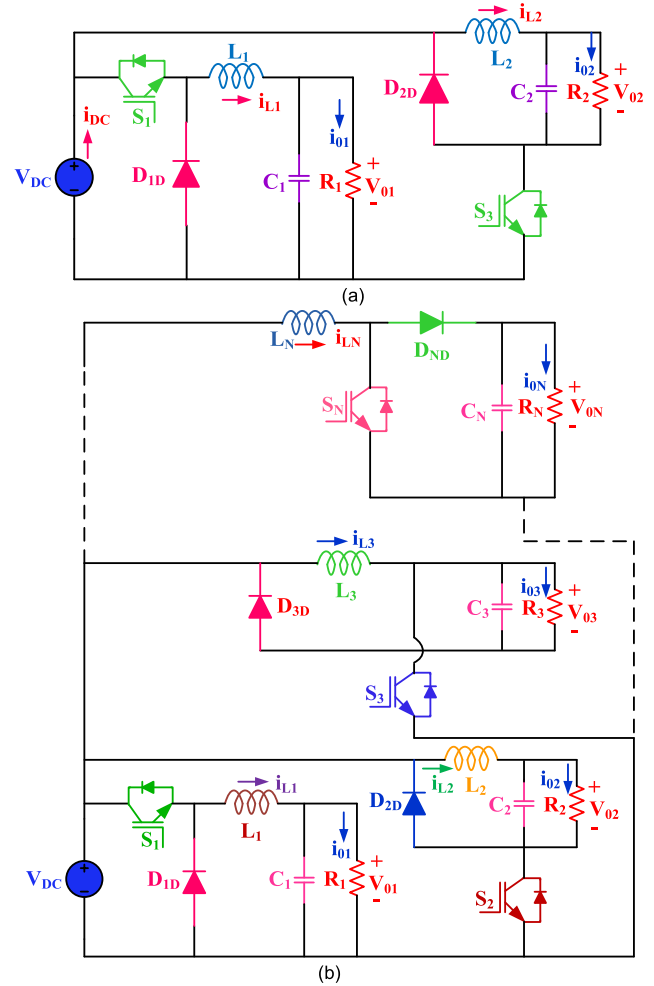 i_L2
L_1
L_2
i_02
+
S_1
i_L1
D_2D
C_2
R_2
V_02
-
i_DC
i_01
V_DC
+
-
D_1D
C_1
R_1
+
V_01
-
S_3
(a)
L_N
i_LN
D_ND
i_0N
S_N
C_N
R_N
+
V_0N
-
i_L3
L_3
D_3D
C_3
i_03
R_3
+
V_03
-
S_3
i_L1
i_L2
L_2
i_02
S_1
L_1
D_2D
C_2
R_2
+
V_02
-
V_DC
+
-
D_1D
C_1
i_01
R_1
+
V_01
-
S_2
(b)